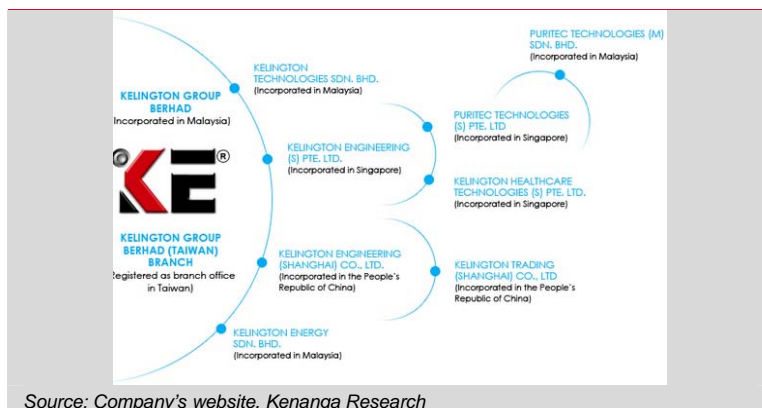 KELINGTON GROUP
BERHAD
(Incorporated in Malaysia)
KE®
KELINGTON GROUP
BERHAD (TAIWAN)
BRANCH
Registered as branch office
in Taiwan)
KELINGTON
TECHNOLOGIES SDN. BHD.
(Incorporated in Malaysia)
KELINGTON ENGINEERING
(S) PTE. LTD.
(Incorporated in Singapore)
KELINGTON ENGINEERING
(SHANGHAI) CO., LTD.
(Incorporated in the People's
Republic of China)
KELINGTON ENERGY
SDN. BHD.
(Incorporated in Malaysia)
PURITEC TECHNOLOGIES
(S) PTE. LTD
(Incorporated in Singapore)
KELINGTON HEALTHCARE
TECHNOLOGIES (S) PTE. LTD.
(Incorporated in Singapore)
KELINGTON TRADING
(SHANGHAI) CO., LTD
(Incorporated in the People's
Republic of China)
PURITEC TECHNOLOGIES (M)
SDN. BHD.
(Incorporated in Malaysia)
Source: Company's website, Kenanga Research